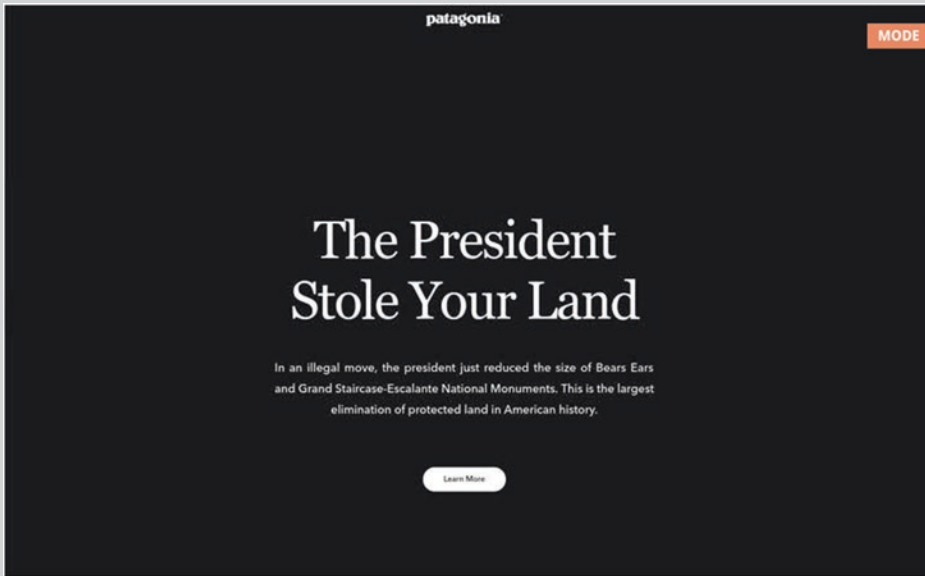 patagonia
MODE
The President
Stole Your Land
In an illegal move, the president just reduced the size of Bears Ears
and Grand Staircase-Escalante National Monuments. This is the largest
elimination of protected land in American history.
Learn More